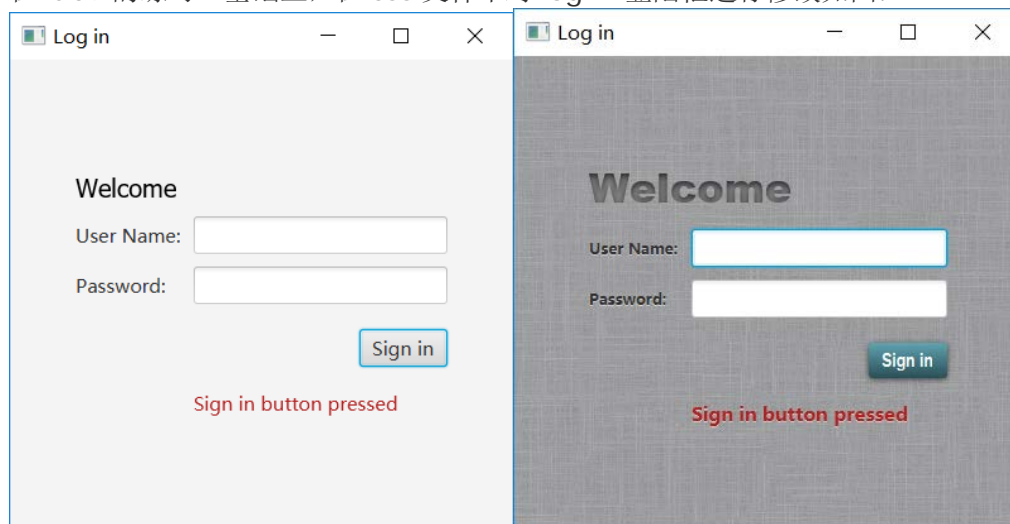 Log in
Welcome
User Name:
Password:
Sign in
Sign in button pressed
Log in
Welcome
User Name:
Password:
Sign in
Sign in button pressed